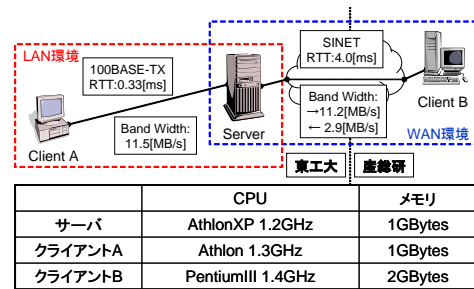 LAN環境
100BASE-TX
RTT:0.33[ms]
SINET
RTT:4.0[ms]
Band Width:
→11.2[MB/s]
← 2.9[MB/s]
Client B
Band Width:
11.5[MB/s]
Server
WAN環境
Client A
東工大
産総研
CPU メモリ
サーバ AthlonXP 1.2GHz 1GBytes
クライアントA Athlon 1.3GHz 1GBytes
クライアントB PentiumIII 1.4GHz 2GBytes